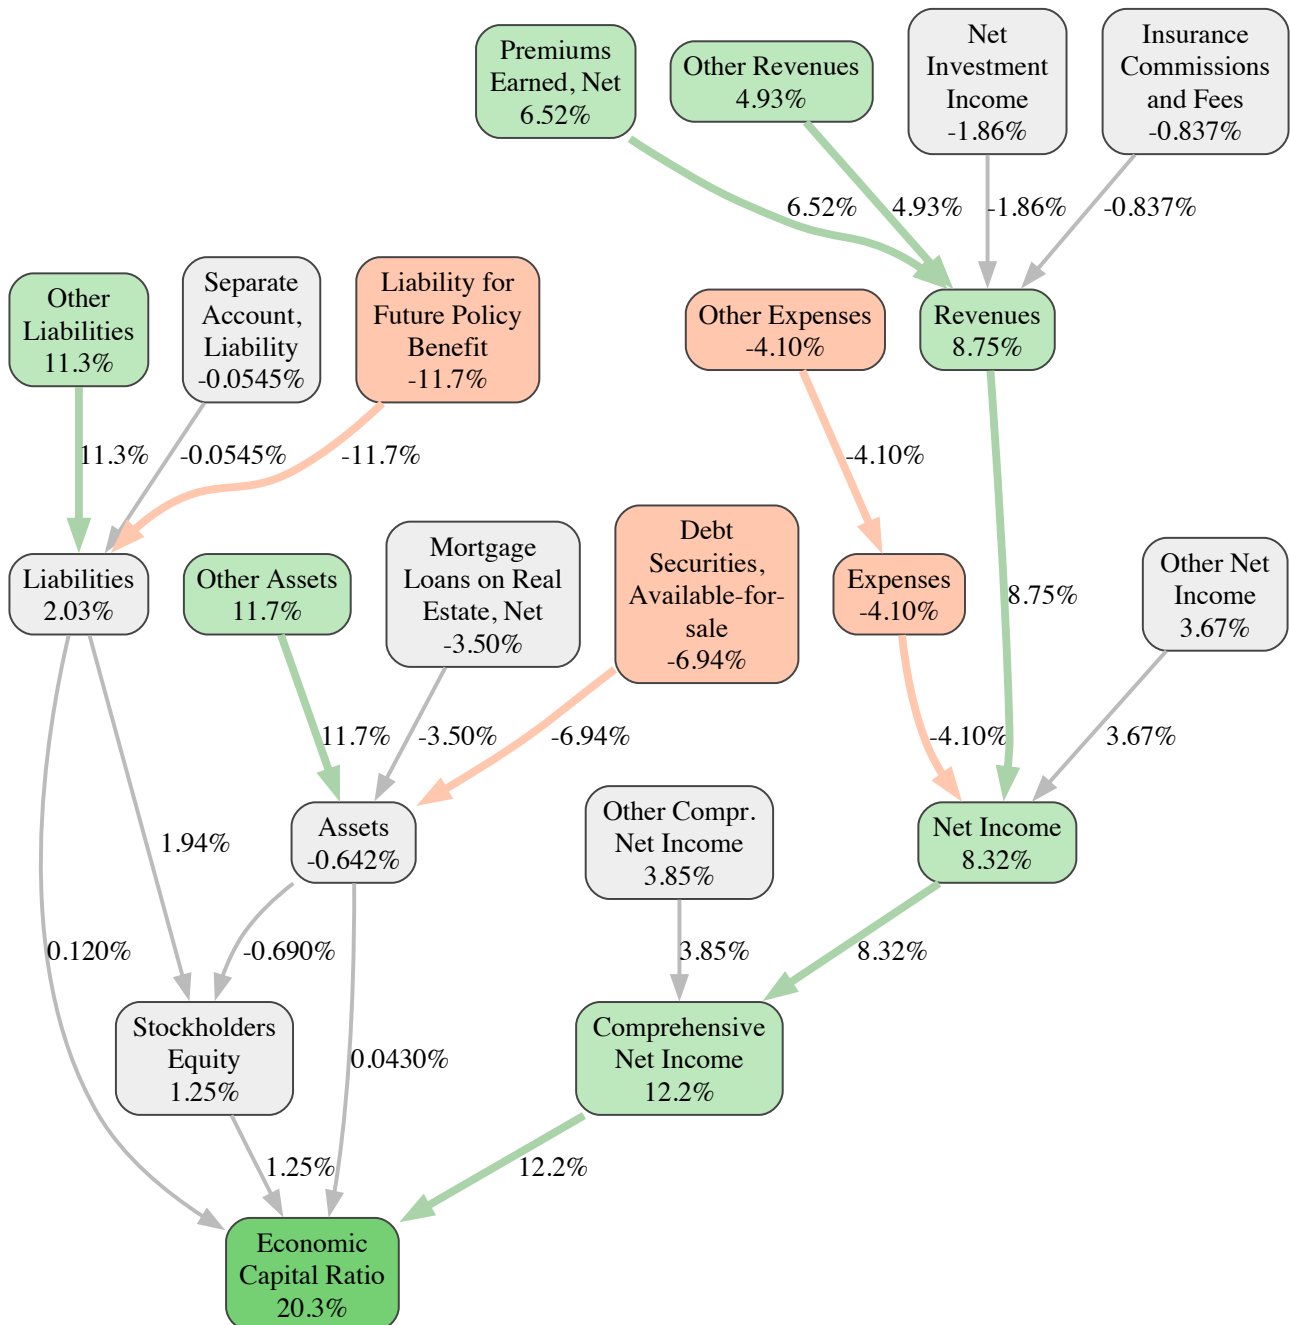 Premiums
Earned, Net
6.52%
Other Revenues
4.93%
Net
Investment
Income
-1.86%
Insurance
Commissions
and Fees
-0.837%
6.52%
4.93%
-1.86%
-0.837%
Other
Liabilities
11.3%
Separate
Account,
Liability
-0.0545%
Liability for
Future Policy
Benefit
-11.7%
Other Expenses
-4.10%
Revenues
8.75%
11.3%
-0.0545%
-11.7%
-4.10%
Liabilities
2.03%
Other Assets
11.7%
Mortgage
Loans on Real
Estate, Net
-3.50%
Debt
Securities,
Available-for-
sale
-6.94%
Expenses
-4.10%
8.75%
Other Net
Income
3.67%
11.7%
-3.50%
-6.94%
-4.10%
3.67%
1.94%
Assets
-0.642%
Other Compr.
Net Income
3.85%
Net Income
8.32%
0.120%
-0.690%
3.85%
8.32%
Stockholders
Equity
1.25%
0.0430%
Comprehensive
Net Income
12.2%
1.25%
12.2%
Economic
Capital Ratio
20.3%